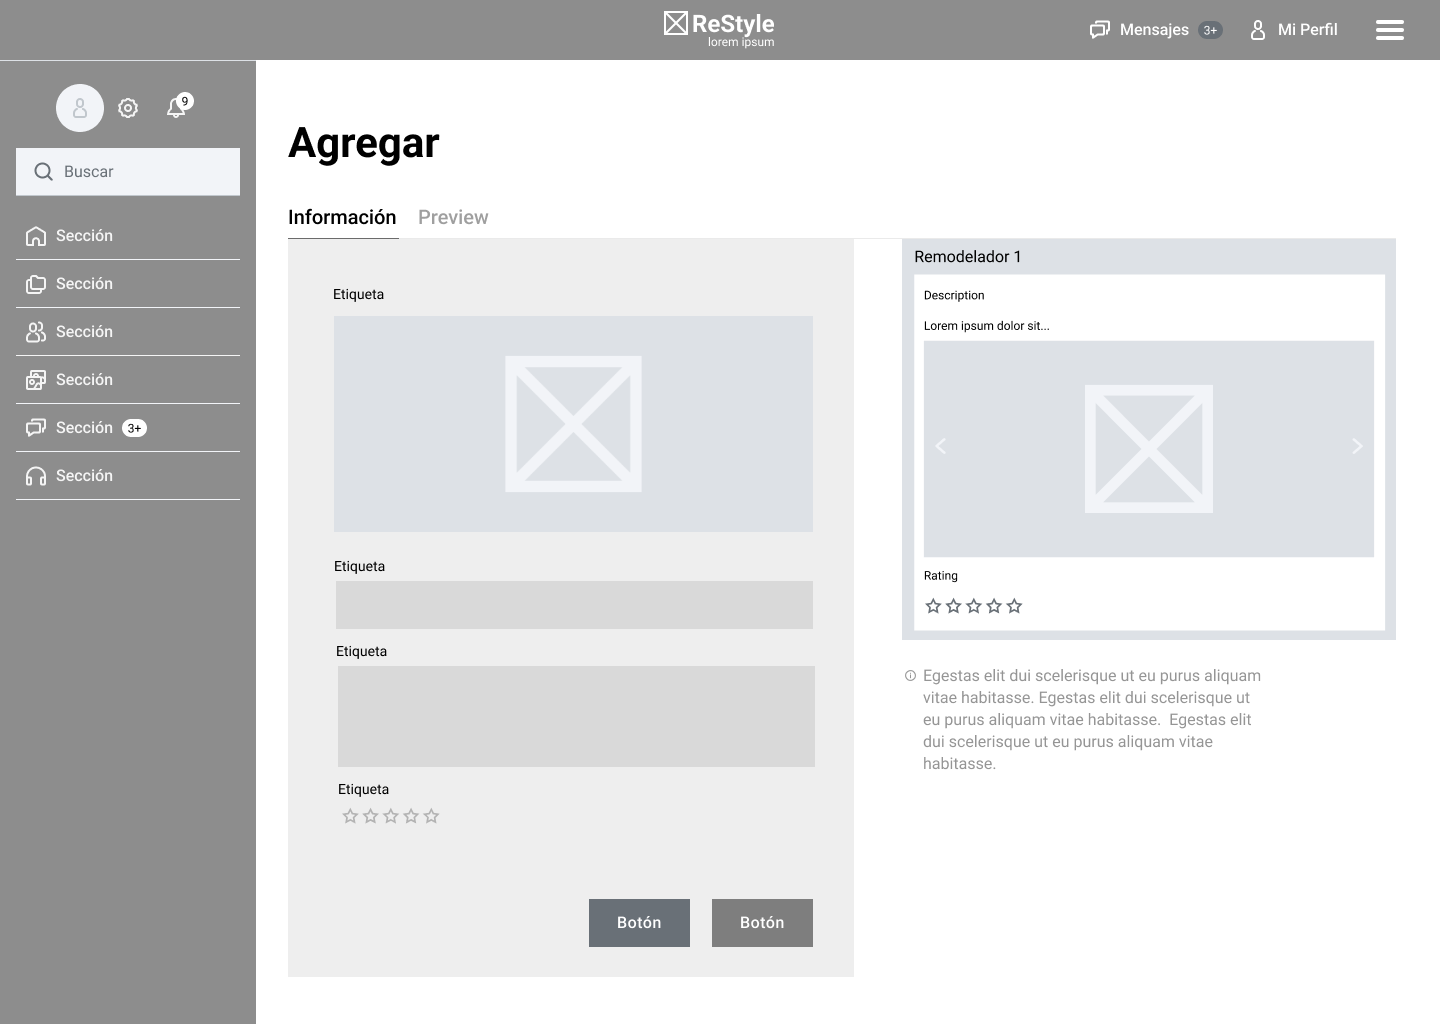 ReStyle
lorem ipsum
Mensajes 3+
Mi Perfil
9
Buscar
Sección
Sección
Sección
Sección
Sección 3+
Sección
Agregar
Información
Preview
Etiqueta
Etiqueta
Etiqueta
Etiqueta
Botón
Botón
Remodelador 1
Description
Lorem ipsum dolor sit...
Rating
Egestas elit dui scelerisque ut eu purus aliquam
vitae habitasse. Egestas elit dui scelerisque ut
eu purus aliquam vitae habitasse.  Egestas elit
dui scelerisque ut eu purus aliquam vitae
habitasse.